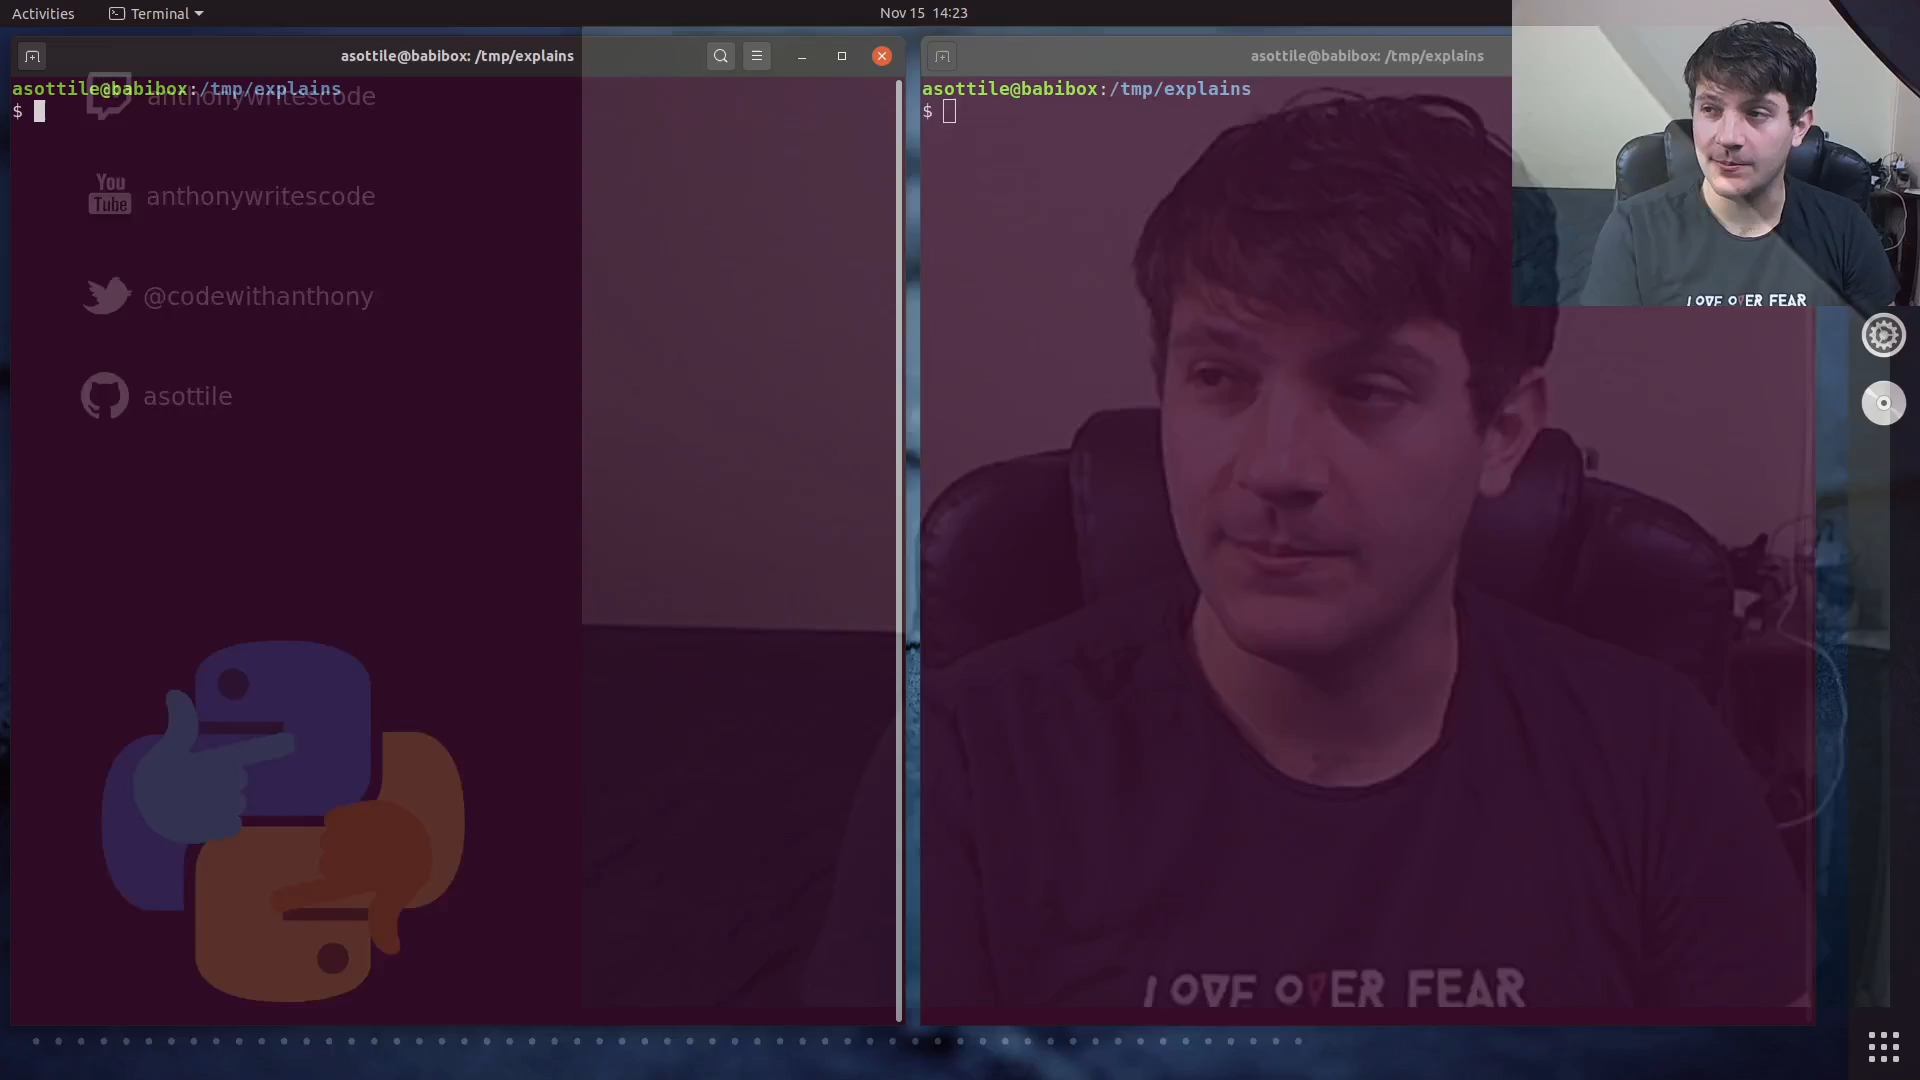 Activities
Terminal
Nov 15 14:23
asottile@babibox: /tmp/explains
asottile@babibox:/tmp/explains
$
anthonywritescode
You
Tube
anthonywritescode
@codewithanthony
asottile
asottile@babibox: /tmp/explains
asottile@babibox:/tmp/explains
$
LOVE OVER FEAR
LOVE OVER FEAR